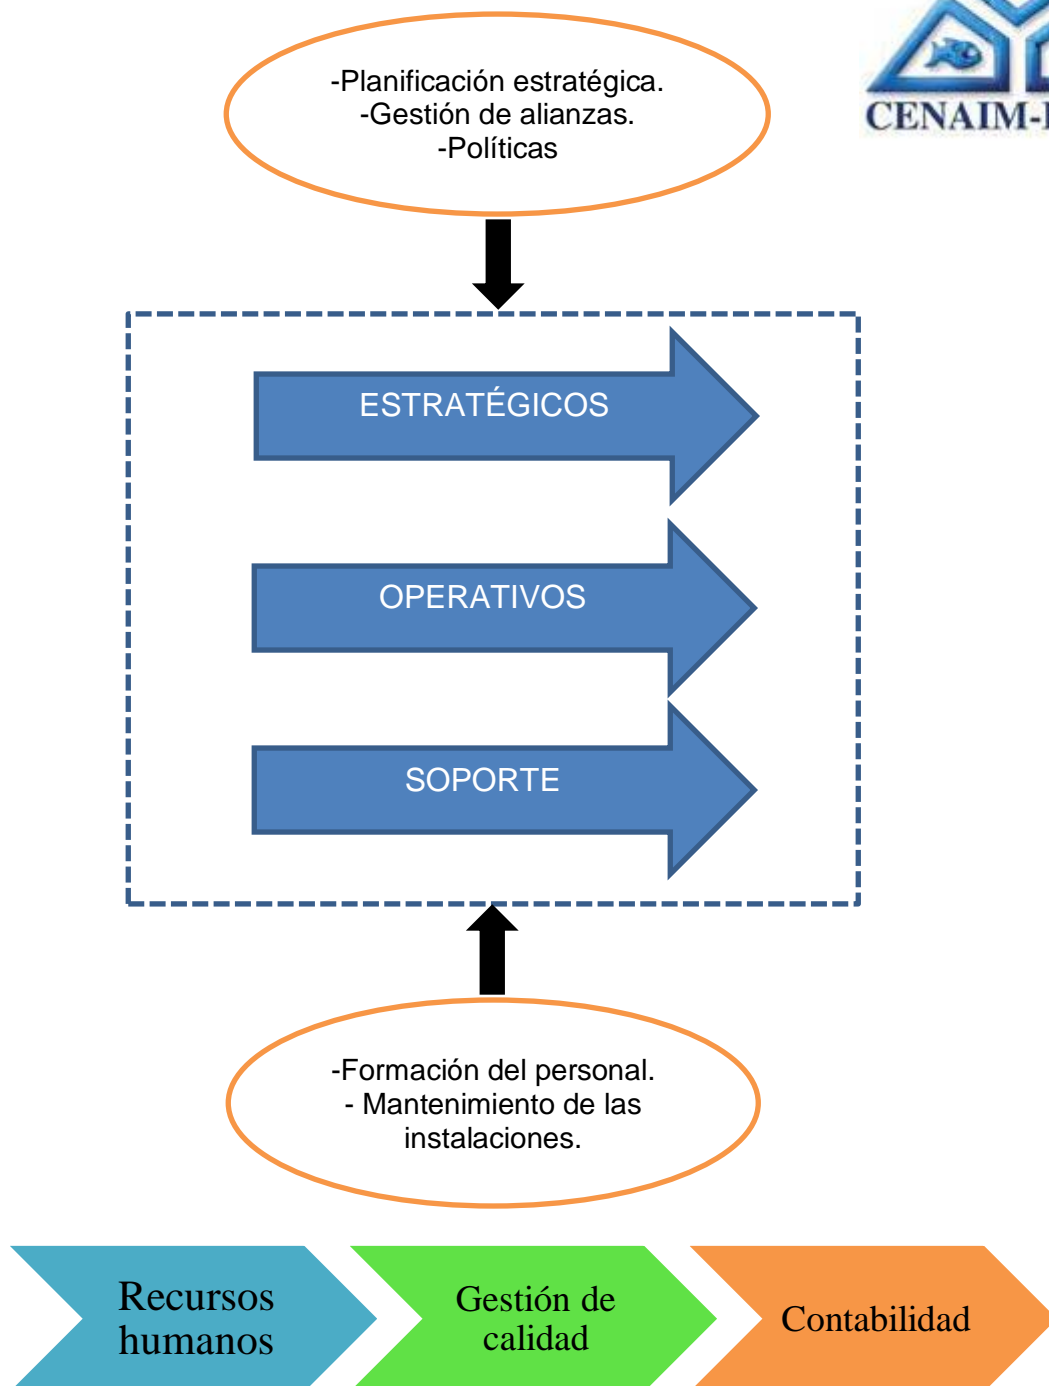 -Planificación estratégica.
-Gestión de alianzas.
-Políticas
CENAIM-
ESTRATÉGICOS
OPERATIVOS
SOPORTE
-Formación del personal.
- Mantenimiento de las
instalaciones.
Recursos
humanos
Gestión de
calidad
Contabilidad